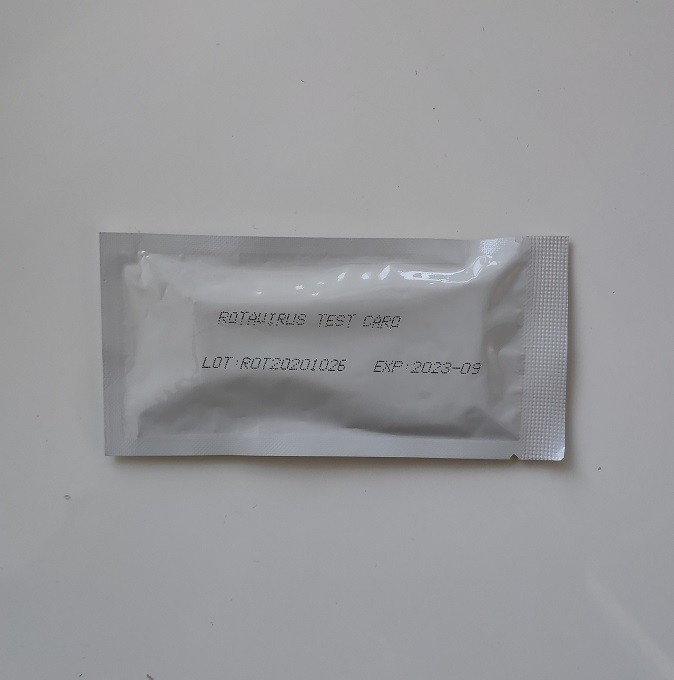 ROTAVIRUS TEST CARD
LOT:ROT20201026 EXP:2023-09